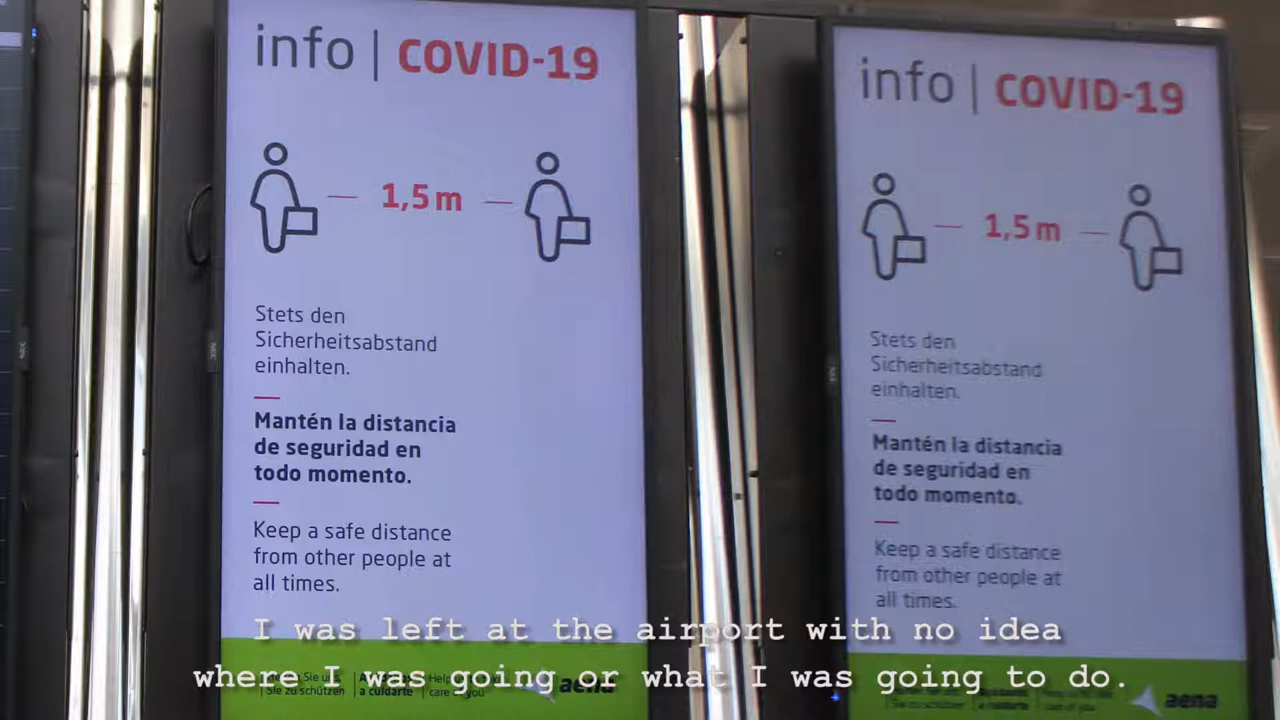 info | COVID-19
1,5 m
Stets den
Sicherheitsabstand
einhalten.
Mantén la distancia
de seguridad en
todo momento.
Keep a safe distance
from other people at
all times.
aena
info | COVID-19
1,5 m
Stets den
Sicherheitsabstand
einhalten.
Mantén la distancia
de seguridad en
todo momento.
Keep a safe distance
from other people at
all times.
aena
I was left at the airport with no idea
where I was going or what I was going to do.